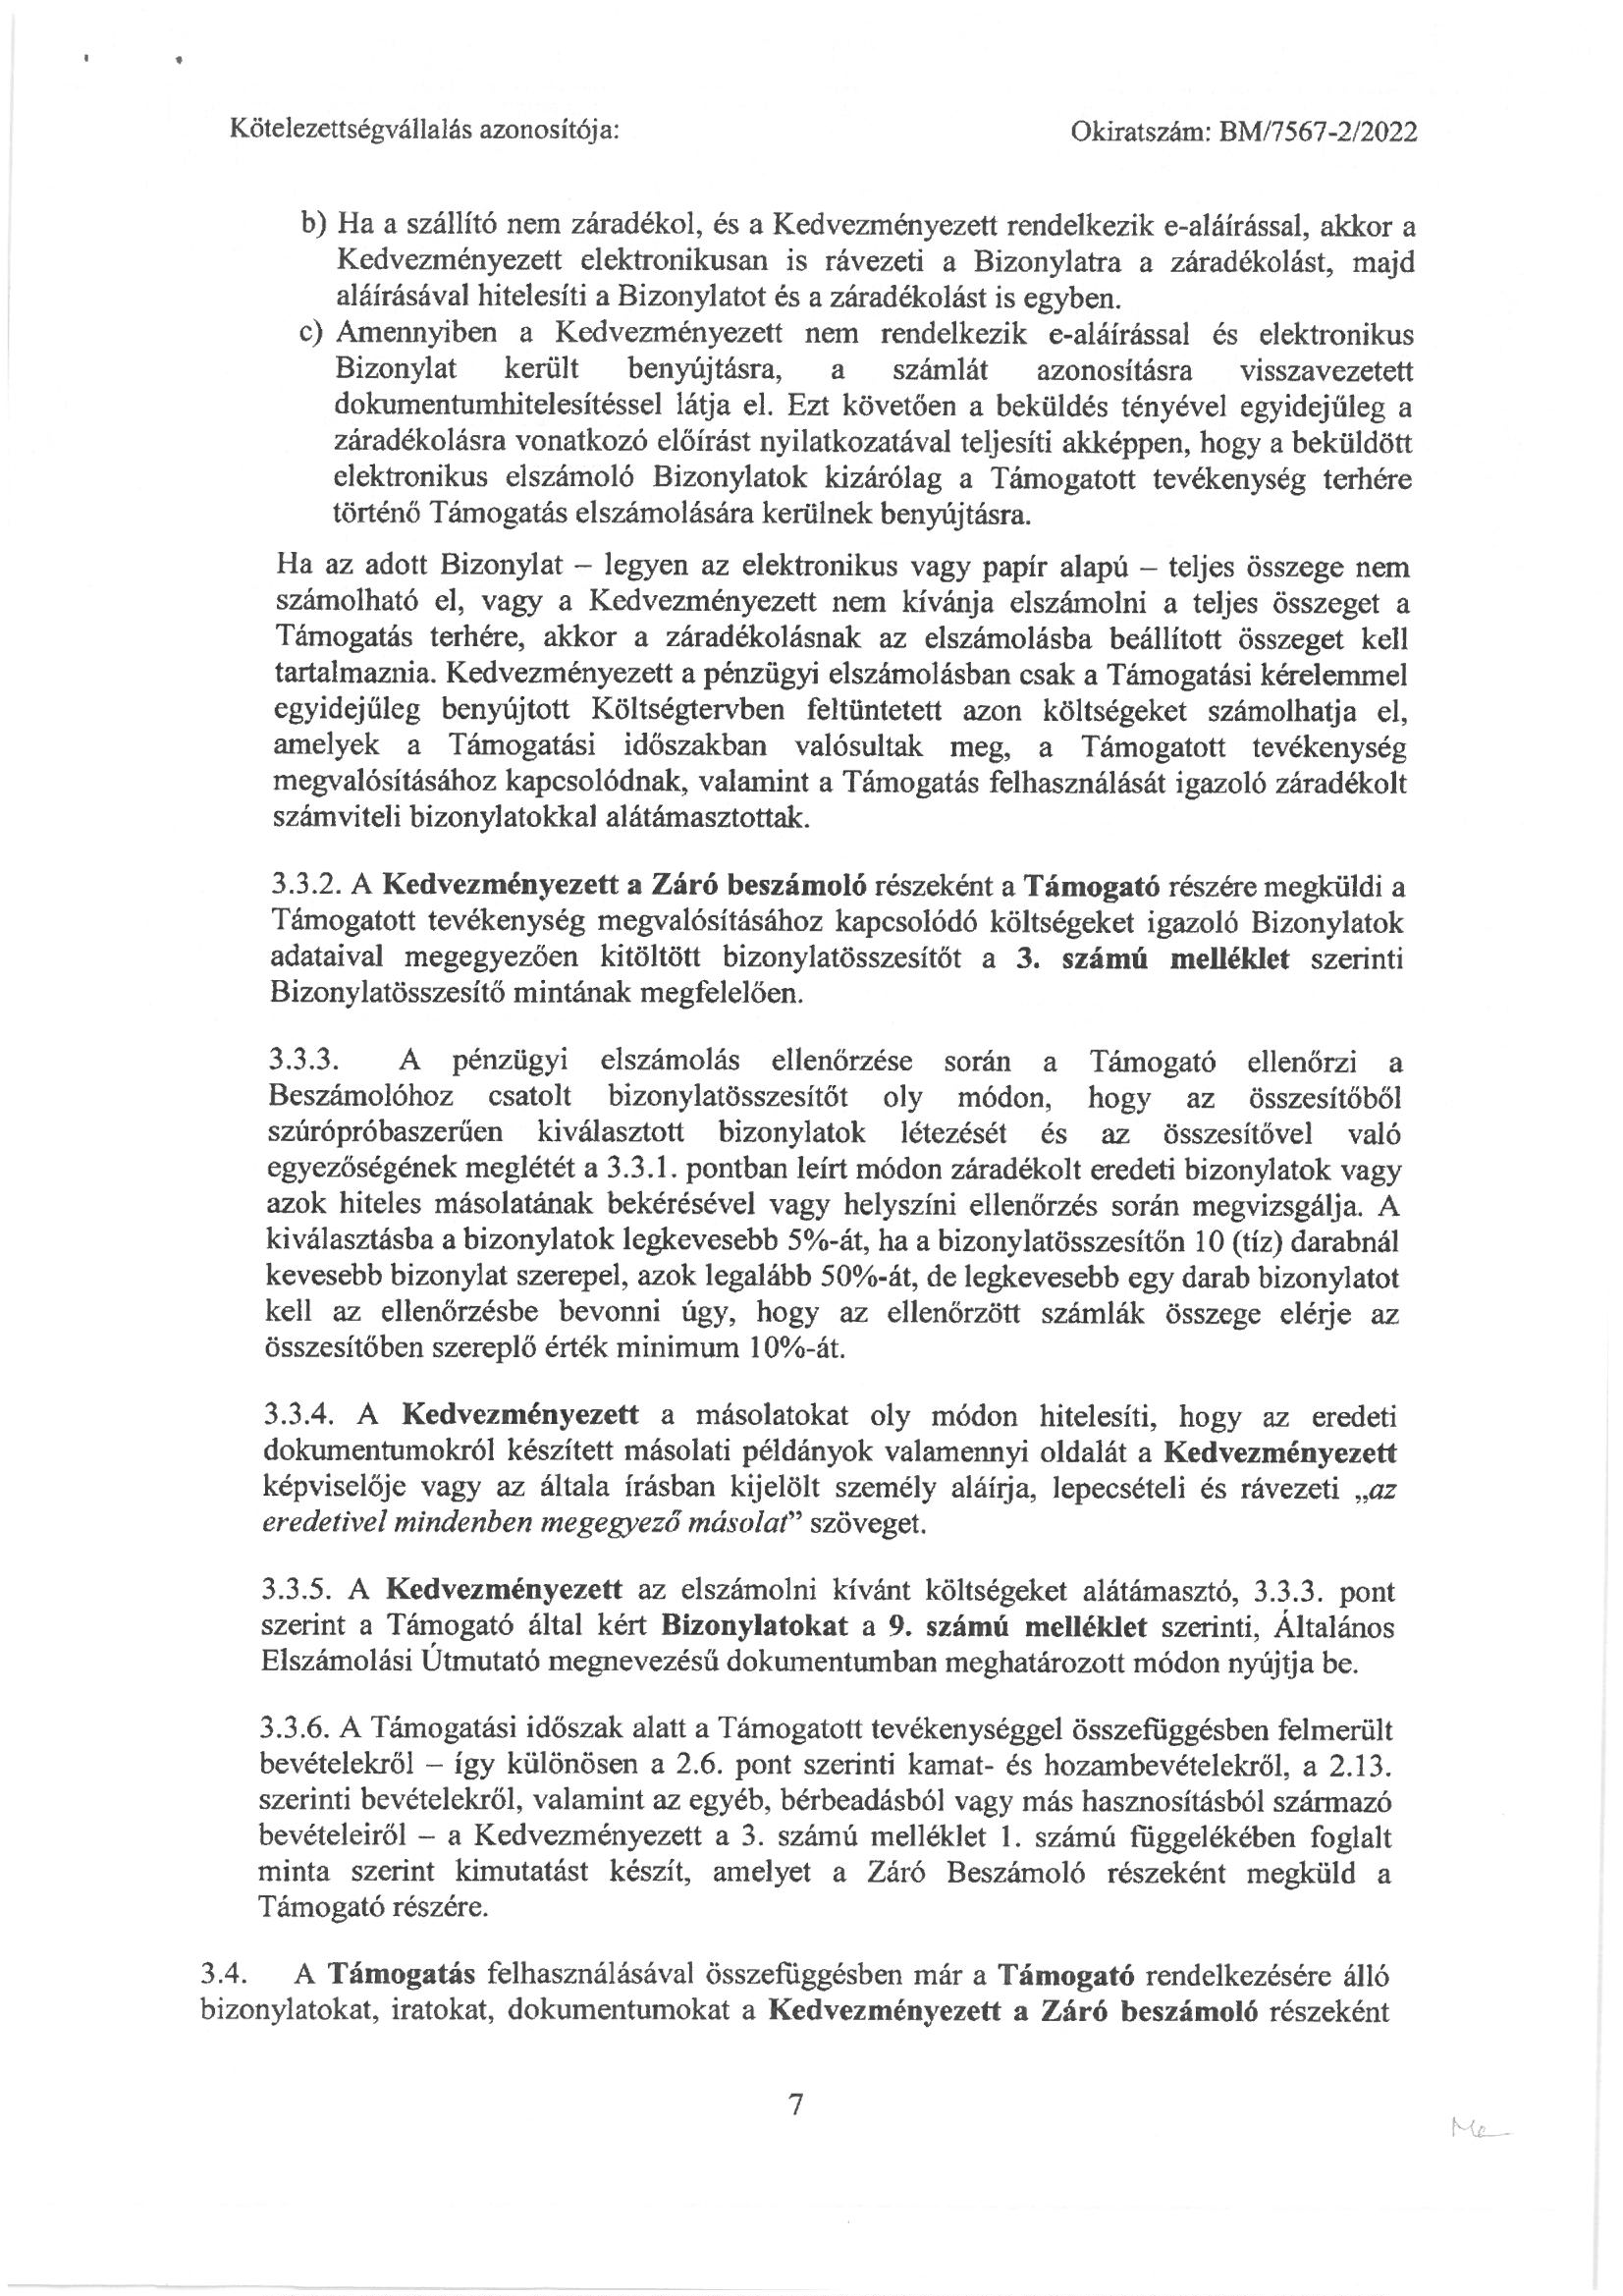 Kötelezettségvállalás azonosítója:
Okiratszám: BM/7567-2/2022
b) Ha a szállító nem záradékol, és a Kedvezményezett rendelkezik e-aláírással, akkor a
Kedvezményezett elektronikusan is rávezeti a Bizonylatra a záradékolást, majd
aláírásával hitelesíti a Bizonylatot és a záradékolást is egyben.
c) Amennyiben a Kedvezményezett nem rendelkezik e-aláírással és elektronikus
Bizonylat került benyújtásra, a számlát azonosításra visszavezetett
dokumentumhitelesítéssel látja el. Ezt követően a beküldés tényével egyidejűleg a
záradékolásra vonatkozó előírást nyilatkozatával teljesíti akképpen, hogy a beküldött
elektronikus elszámoló Bizonylatok kizárólag a Támogatott tevékenység terhére
történő Támogatás elszámolására kerülnek benyújtásra.
Ha az adott Bizonylat – legyen az elektronikus vagy papír alapú – teljes összege nem
számolható el, vagy a Kedvezményezett nem kívánja elszámolni a teljes összeget a
Támogatás terhére, akkor a záradékolásnak az elszámolásba beállított összeget kell
tartalmaznia. Kedvezményezett a pénzügyi elszámolásban csak a Támogatási kérelemmel
egyidejűleg benyújtott Költségtervben feltüntetett azon költségeket számolhatja el,
amelyek a Támogatási időszakban valósultak meg, a Támogatott tevékenység
megvalósításához kapcsolódnak, valamint a Támogatás felhasználását igazoló záradékolt
számviteli bizonylatokkal alátámasztottak.
3.3.2. A Kedvezményezett a Záró beszámoló részeként a Támogató részére megküldi a
Támogatott tevékenység megvalósításához kapcsolódó költségeket igazoló Bizonylatok
adataival megegyezően kitöltött bizonylatösszesítőt a 3. számú melléklet szerinti
Bizonylatösszesítő mintának megfelelően.
3.3.3. A pénzügyi elszámolás ellenőrzése során a Támogató ellenőrzi a
Beszámolóhoz csatolt bizonylatösszesítőt oly módon, hogy az összesítőből
szúrópróbaszerűen kiválasztott bizonylatok létezését és az összesítővel való
egyezőségének meglétét a 3.3.1. pontban leírt módon záradékolt eredeti bizonylatok vagy
azok hiteles másolatának bekérésével vagy helyszíni ellenőrzés során megvizsgálja. A
kiválasztásba a bizonylatok legkevesebb 5%-át, ha a bizonylatösszesítőn 10 (tíz) darabnál
kevesebb bizonylat szerepel, azok legalább 50%-át, de legkevesebb egy darab bizonylatot
kell az ellenőrzésbe bevonni úgy, hogy az ellenőrzött számlák összege elérje az
összesítőben szereplő érték minimum 10%-át.
3.3.4. A Kedvezményezett a másolatokat oly módon hitelesíti, hogy az eredeti
dokumentumokról készített másolati példányok valamennyi oldalát a Kedvezményezett
képviselője vagy az általa írásban kijelölt személy aláírja, lepecsételi és rávezeti „az
eredetivel mindenben megegyező másolat” szöveget.
3.3.5. A Kedvezményezett az elszámolni kívánt költségeket alátámasztó, 3.3.3. pont
szerint a Támogató által kért Bizonylatokat a 9. számú melléklet szerinti, Általános
Elszámolási Útmutató megnevezésű dokumentumban meghatározott módon nyújtja be.
3.3.6. A Támogatási időszak alatt a Támogatott tevékenységgel összefüggésben felmerült
bevételekről – így különösen a 2.6. pont szerinti kamat- és hozambevételekről, a 2.13.
szerinti bevételekről, valamint az egyéb, bérbeadásból vagy más hasznosításból származó
bevételeiről – a Kedvezményezett a 3. számú melléklet 1. számú függelékében foglalt
minta szerint kimutatást készít, amelyet a Záró Beszámoló részeként megküld a
Támogató részére.
3.4. A Támogatás felhasználásával összefüggésben már a Támogató rendelkezésére álló
bizonylatokat, iratokat, dokumentumokat a Kedvezményezett a Záró beszámoló részeként
7